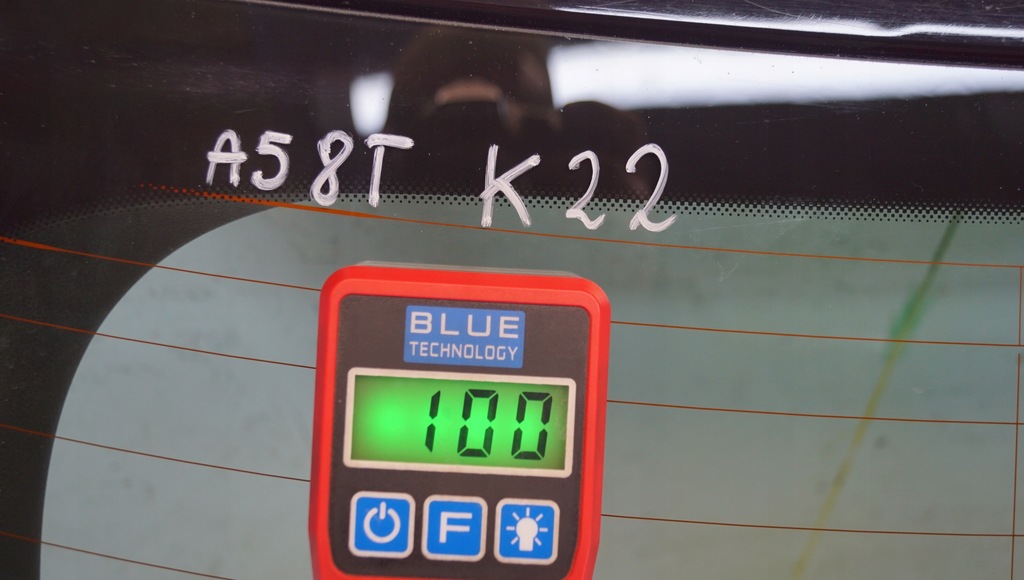 A58T K22
BLUE
TECHNOLOGY
100
F